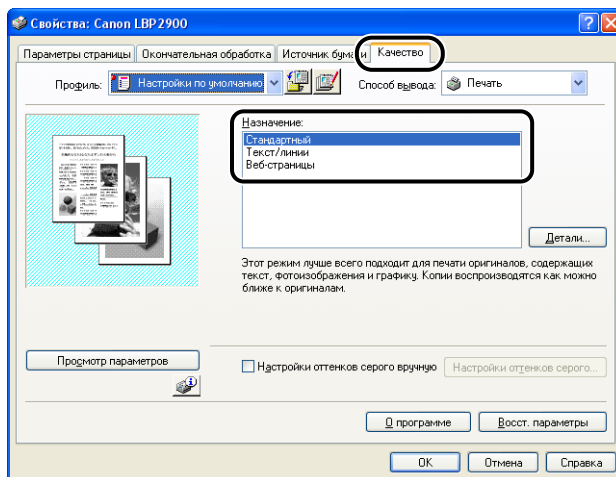 Свойства: Canon LBP2900
Параметры страницы Окончательная обработка Источник бумаги Качество
Профиль: Настройки по умолчанию Способ вывода: Печать
Назначение:
Стандартный
Текст/линии
Веб-страницы
Детали...
Этот режим лучше всего подходит для печати оригиналов, содержащих
текст, фотоизображения и графику. Копии воспроизводятся как можно
ближе к оригиналам.
Просмотр параметров
Настройки оттенков серого вручную Настройки оттенков серого...
О программе Восст. параметры
OK Отмена Справка